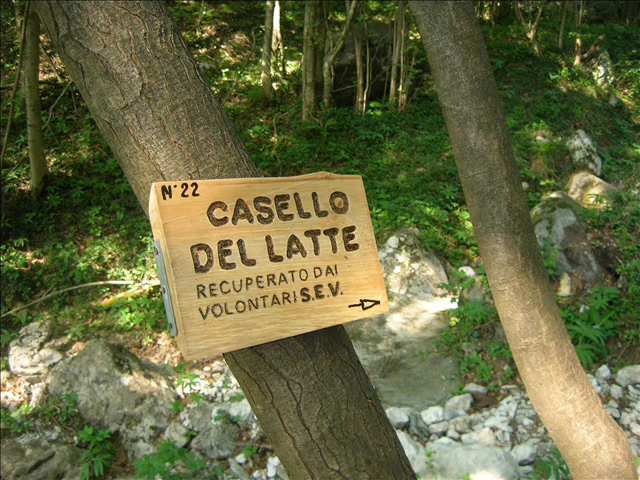 N° 22
CASELLO
DEL LATTE
RECUPERATO DAI
VOLONTARI S.E.V.